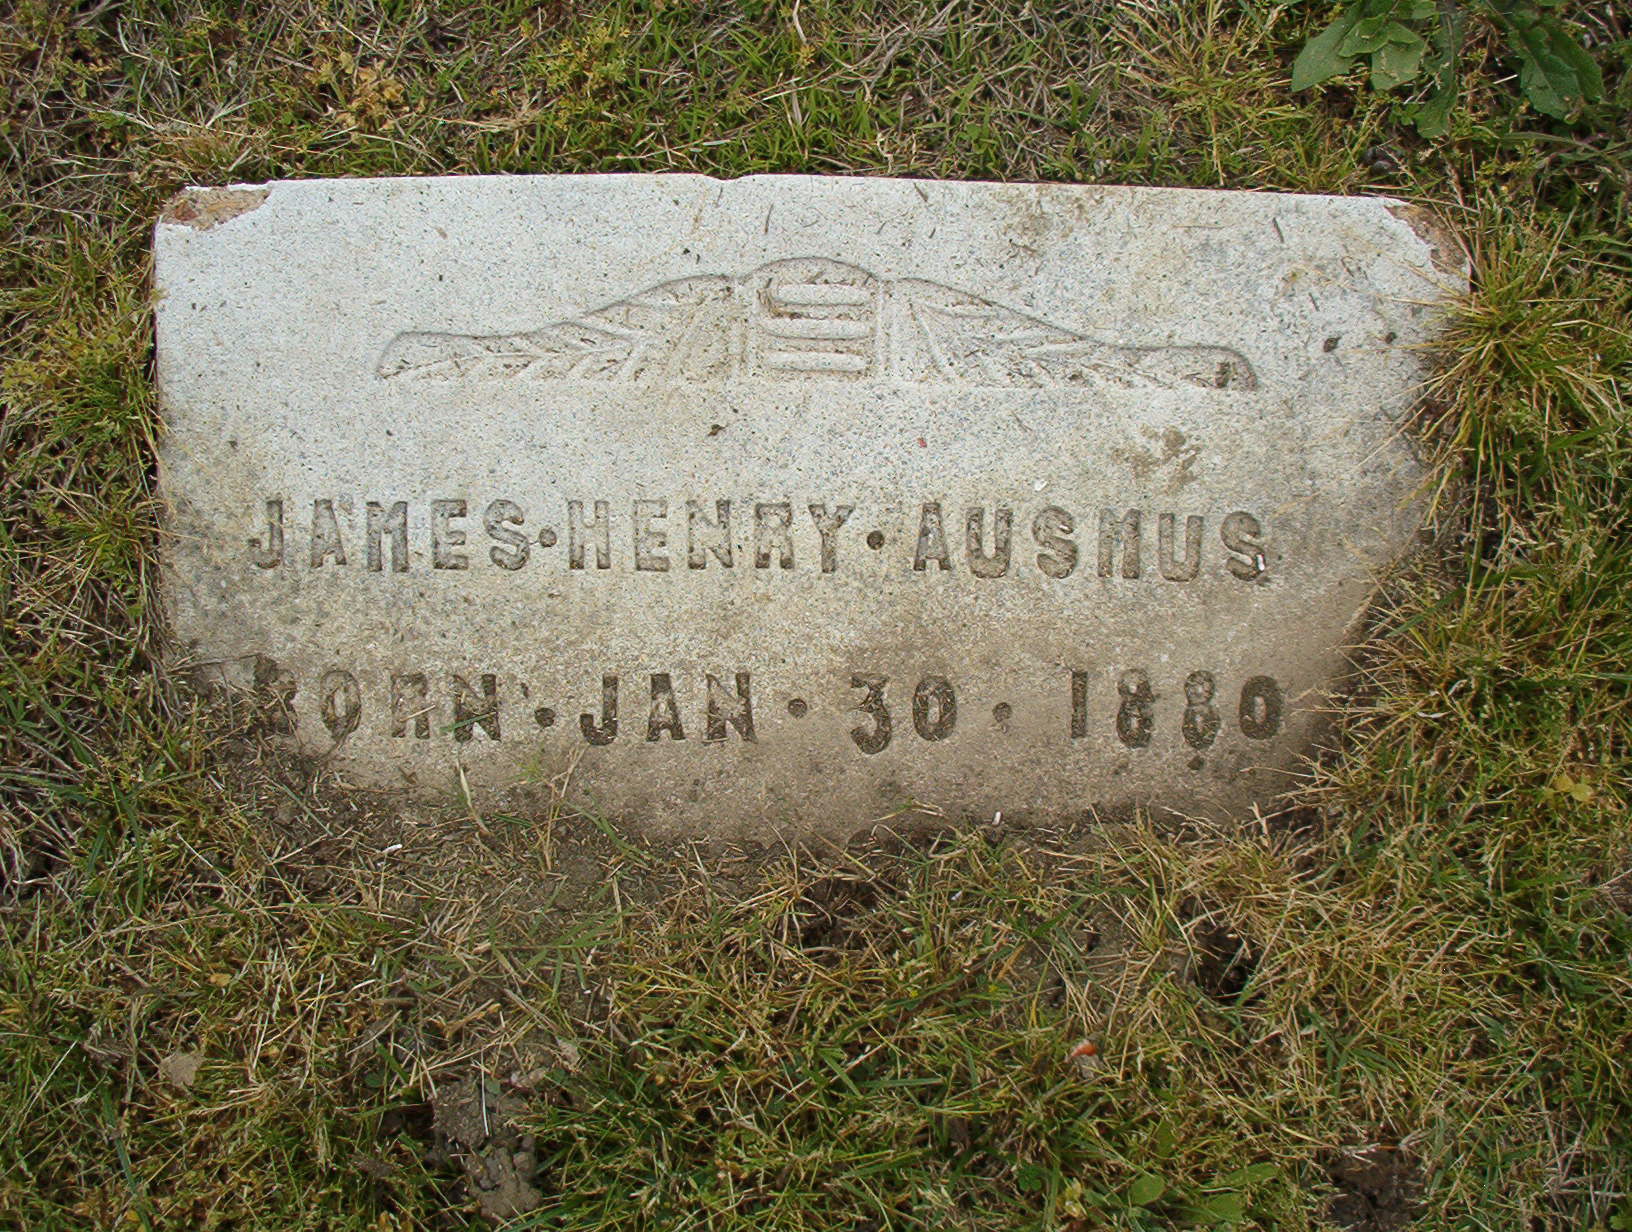 JAMES · HENRY · AUSMUS
BORN · JAN · 30 · 1880